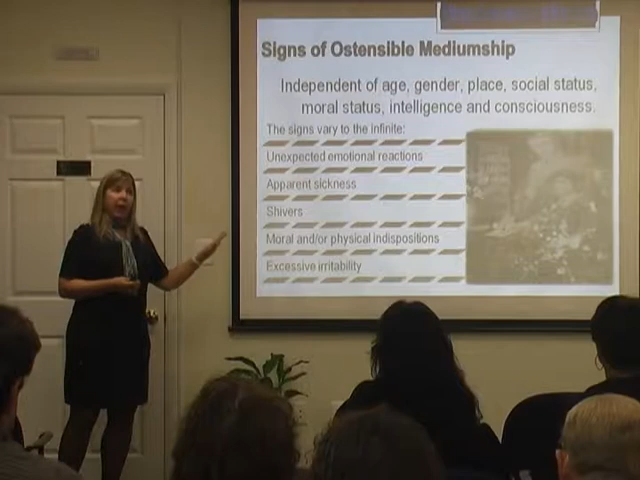 Signs of Ostensible Mediumship
Independent of age, gender, place, social status,
moral status, intelligence and consciousness.
The signs vary to the infinite:
Unexpected emotional reactions
Apparent sickness
Shivers
Moral and/or physical indispositions
Excessive irritability